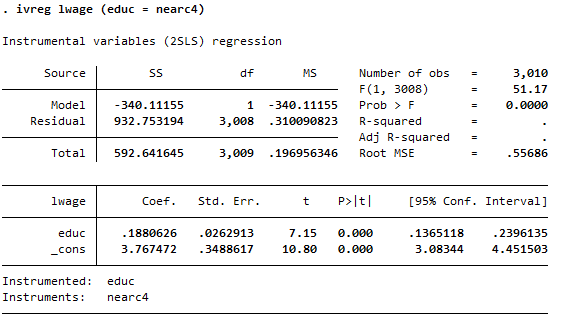 . ivreg lwage (educ = nearc4)
Instrumental variables (2SLS) regression
Source SS df MS Number of obs = 3,010
F(1, 3008) = 51.17
Model -340.11155 1 -340.11155 Prob > F = 0.0000
Residual 932.753194 3,008 .310090823 R-squared = .
Adj R-squared = .
Total 592.641645 3,009 .196956346 Root MSE = .55686
lwage Coef. Std. Err. t P>|t| [95% Conf. Interval]
educ .1880626 .0262913 7.15 0.000 .1365118 .2396135
_cons 3.767472 .3488617 10.80 0.000 3.08344 4.451503
Instrumented: educ
Instruments: nearc4